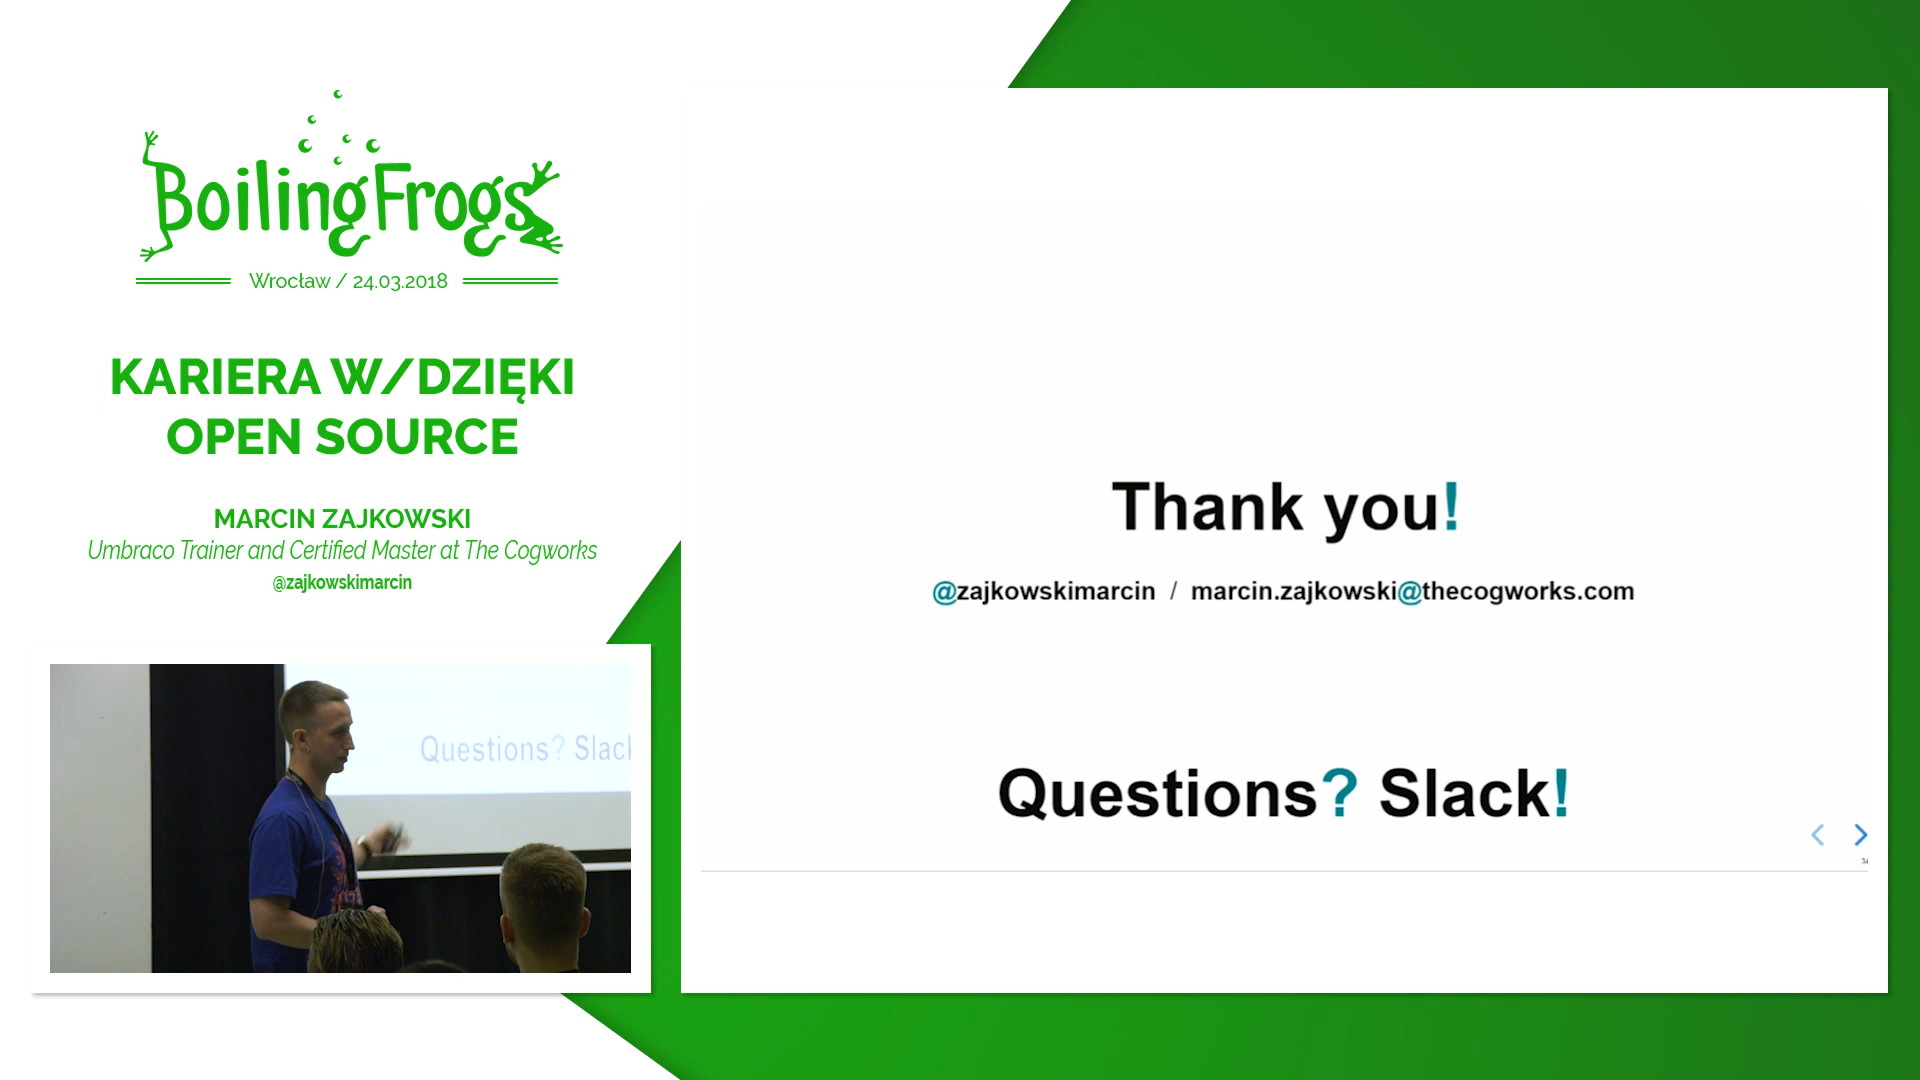 BoilingFrogs
Wrocław / 24.03.2018
KARIERA W/DZIĘKI
OPEN SOURCE
MARCIN ZAJKOWSKI
Umbraco Trainer and Certified Master at The Cogworks
@zajkowskimarcin
Questions? Slack
Thank you!
@zajkowskimarcin / marcin.zajkowski@thecogworks.com
Questions? Slack!